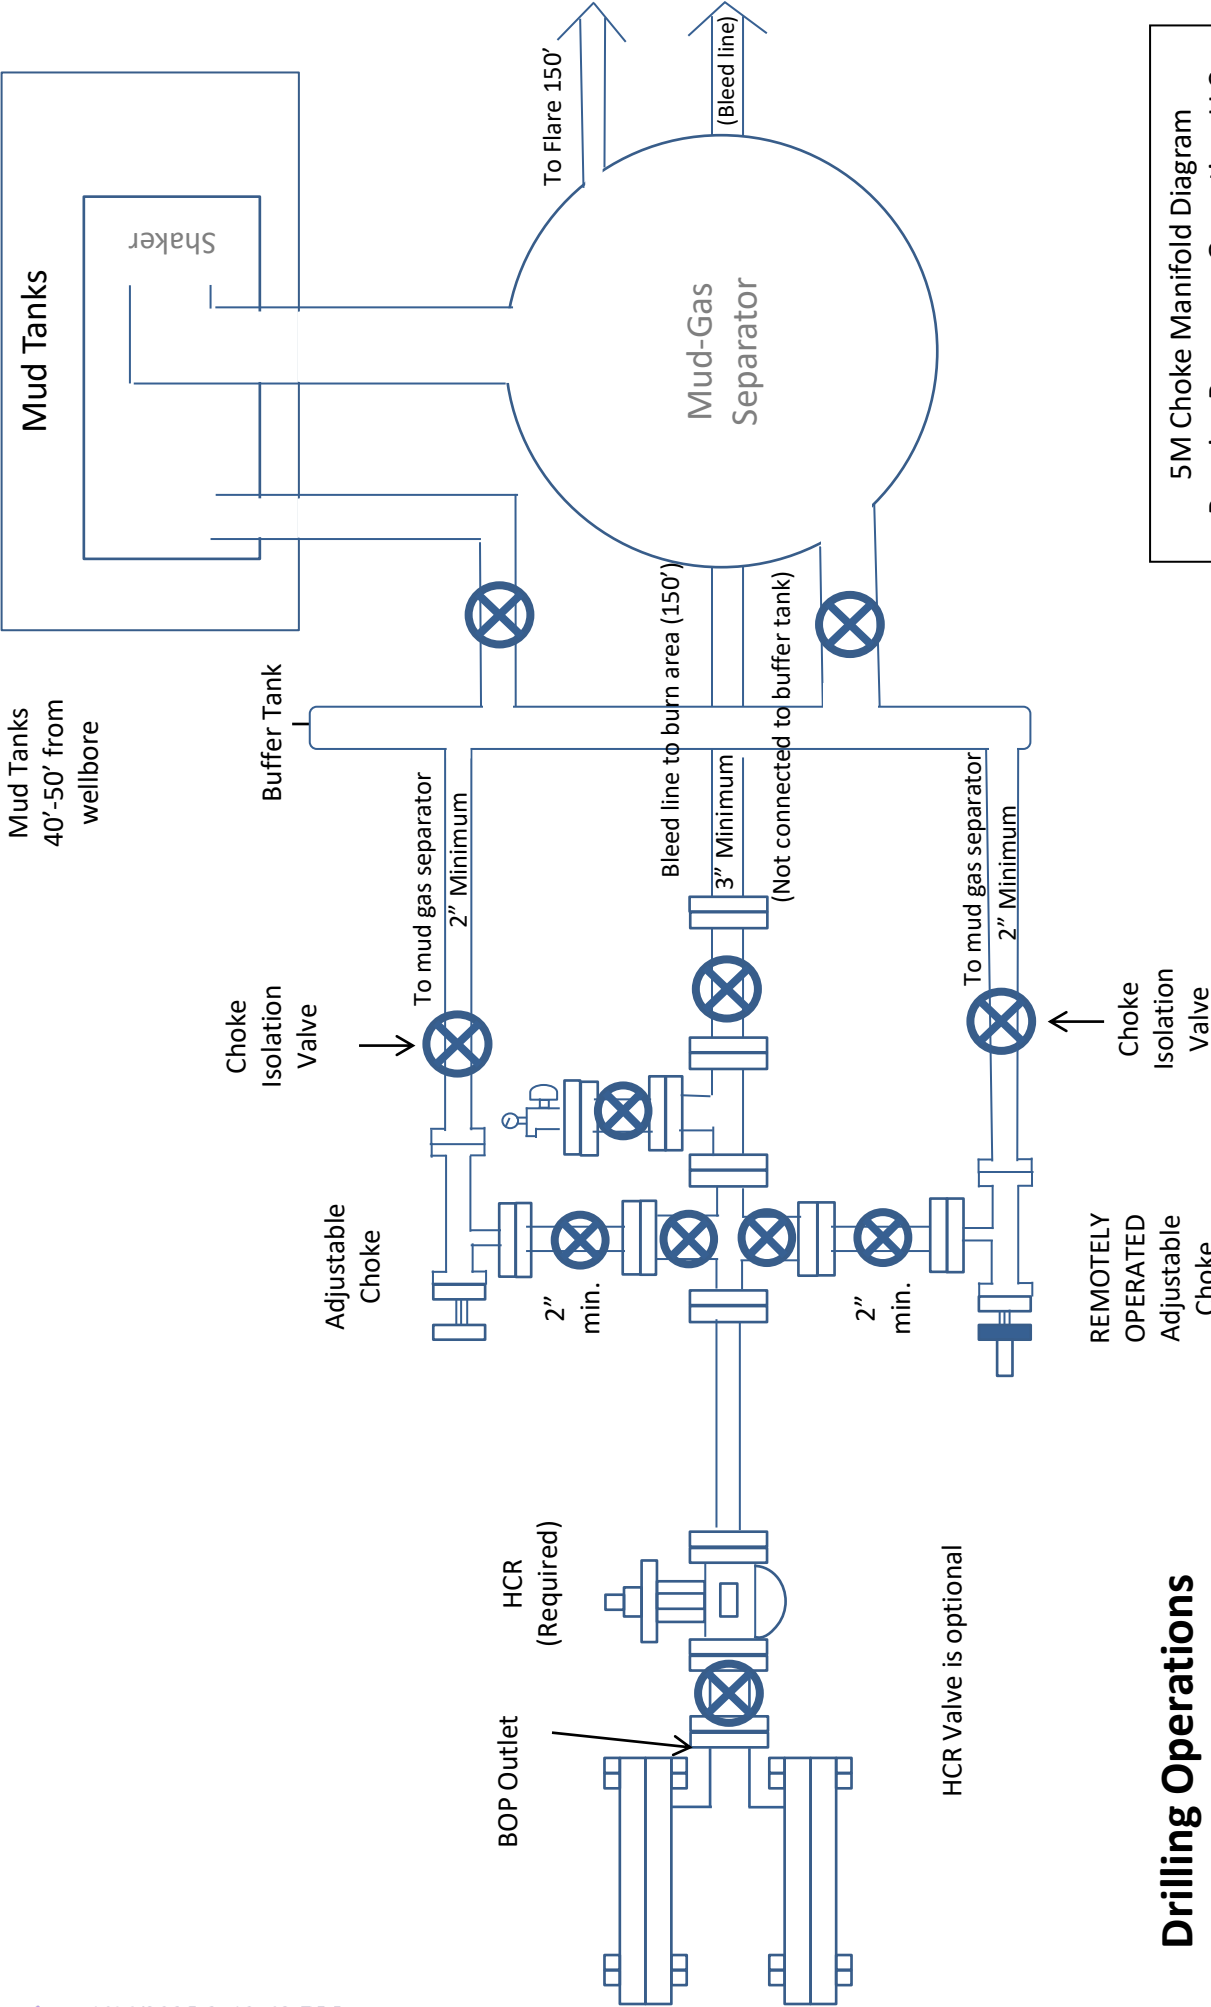 Mud Tanks
Shaker
Mud Tanks
40’-50’ from
wellbore
Buffer Tank
To Flare 150’
(Bleed line)
Mud-Gas
Separator
Bleed line to burn area (150’)
3” Minimum
(Not connected to buffer tank)
To mud gas separator
2” Minimum
To mud gas separator
2” Minimum
Choke
Isolation
Valve
Choke
Isolation
Valve
Adjustable
Choke
2”
min.
2”
min.
REMOTELY
OPERATED
Adjustable
Choke
HCR
(Required)
BOP Outlet
HCR Valve is optional
Drilling Operations
5M Choke Manifold Diagram